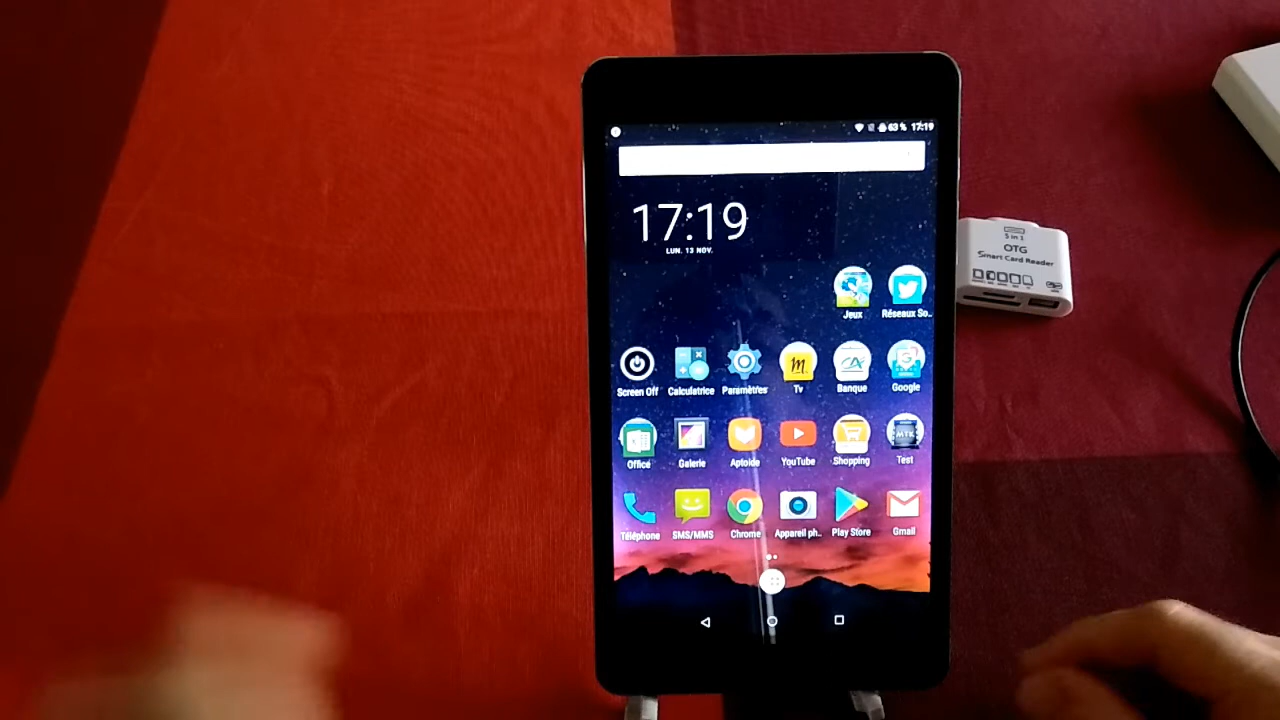 63 % 17:19
17:19
LUN. 13 NOV.
Jeux
Réseaux So..
Screen Off
Calculatrice
Paramètres
Tv
Banque
Google
Office
Galerie
Aptoide
YouTube
Shopping
MTK
Test
Téléphone
SMS/MMS
Chrome
Appareil ph..
Play Store
Gmail
5 in 1
OTG
Smart Card Reader